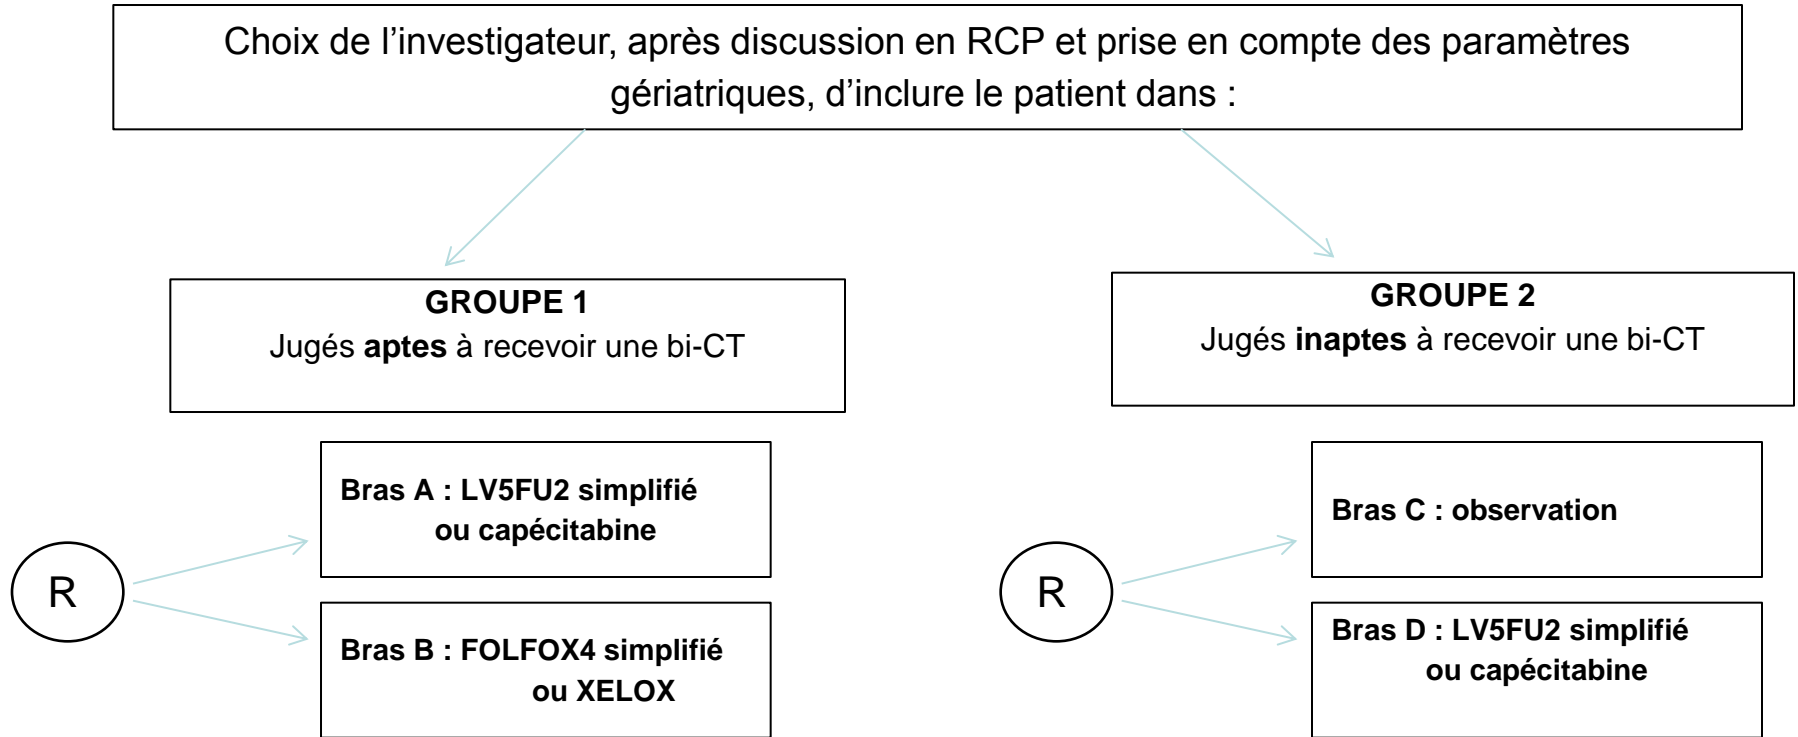 Choix de l’investigateur, après discussion en RCP et prise en compte des paramètres
gériatriques, d’inclure le patient dans :
GROUPE 1
Jugés aptes à recevoir une bi-CT
GROUPE 2
Jugés inaptes à recevoir une bi-CT
R
Bras A : LV5FU2 simplifié
ou capécitabine
Bras B : FOLFOX4 simplifié
ou XELOX
R
Bras C : observation
Bras D : LV5FU2 simplifié
ou capécitabine